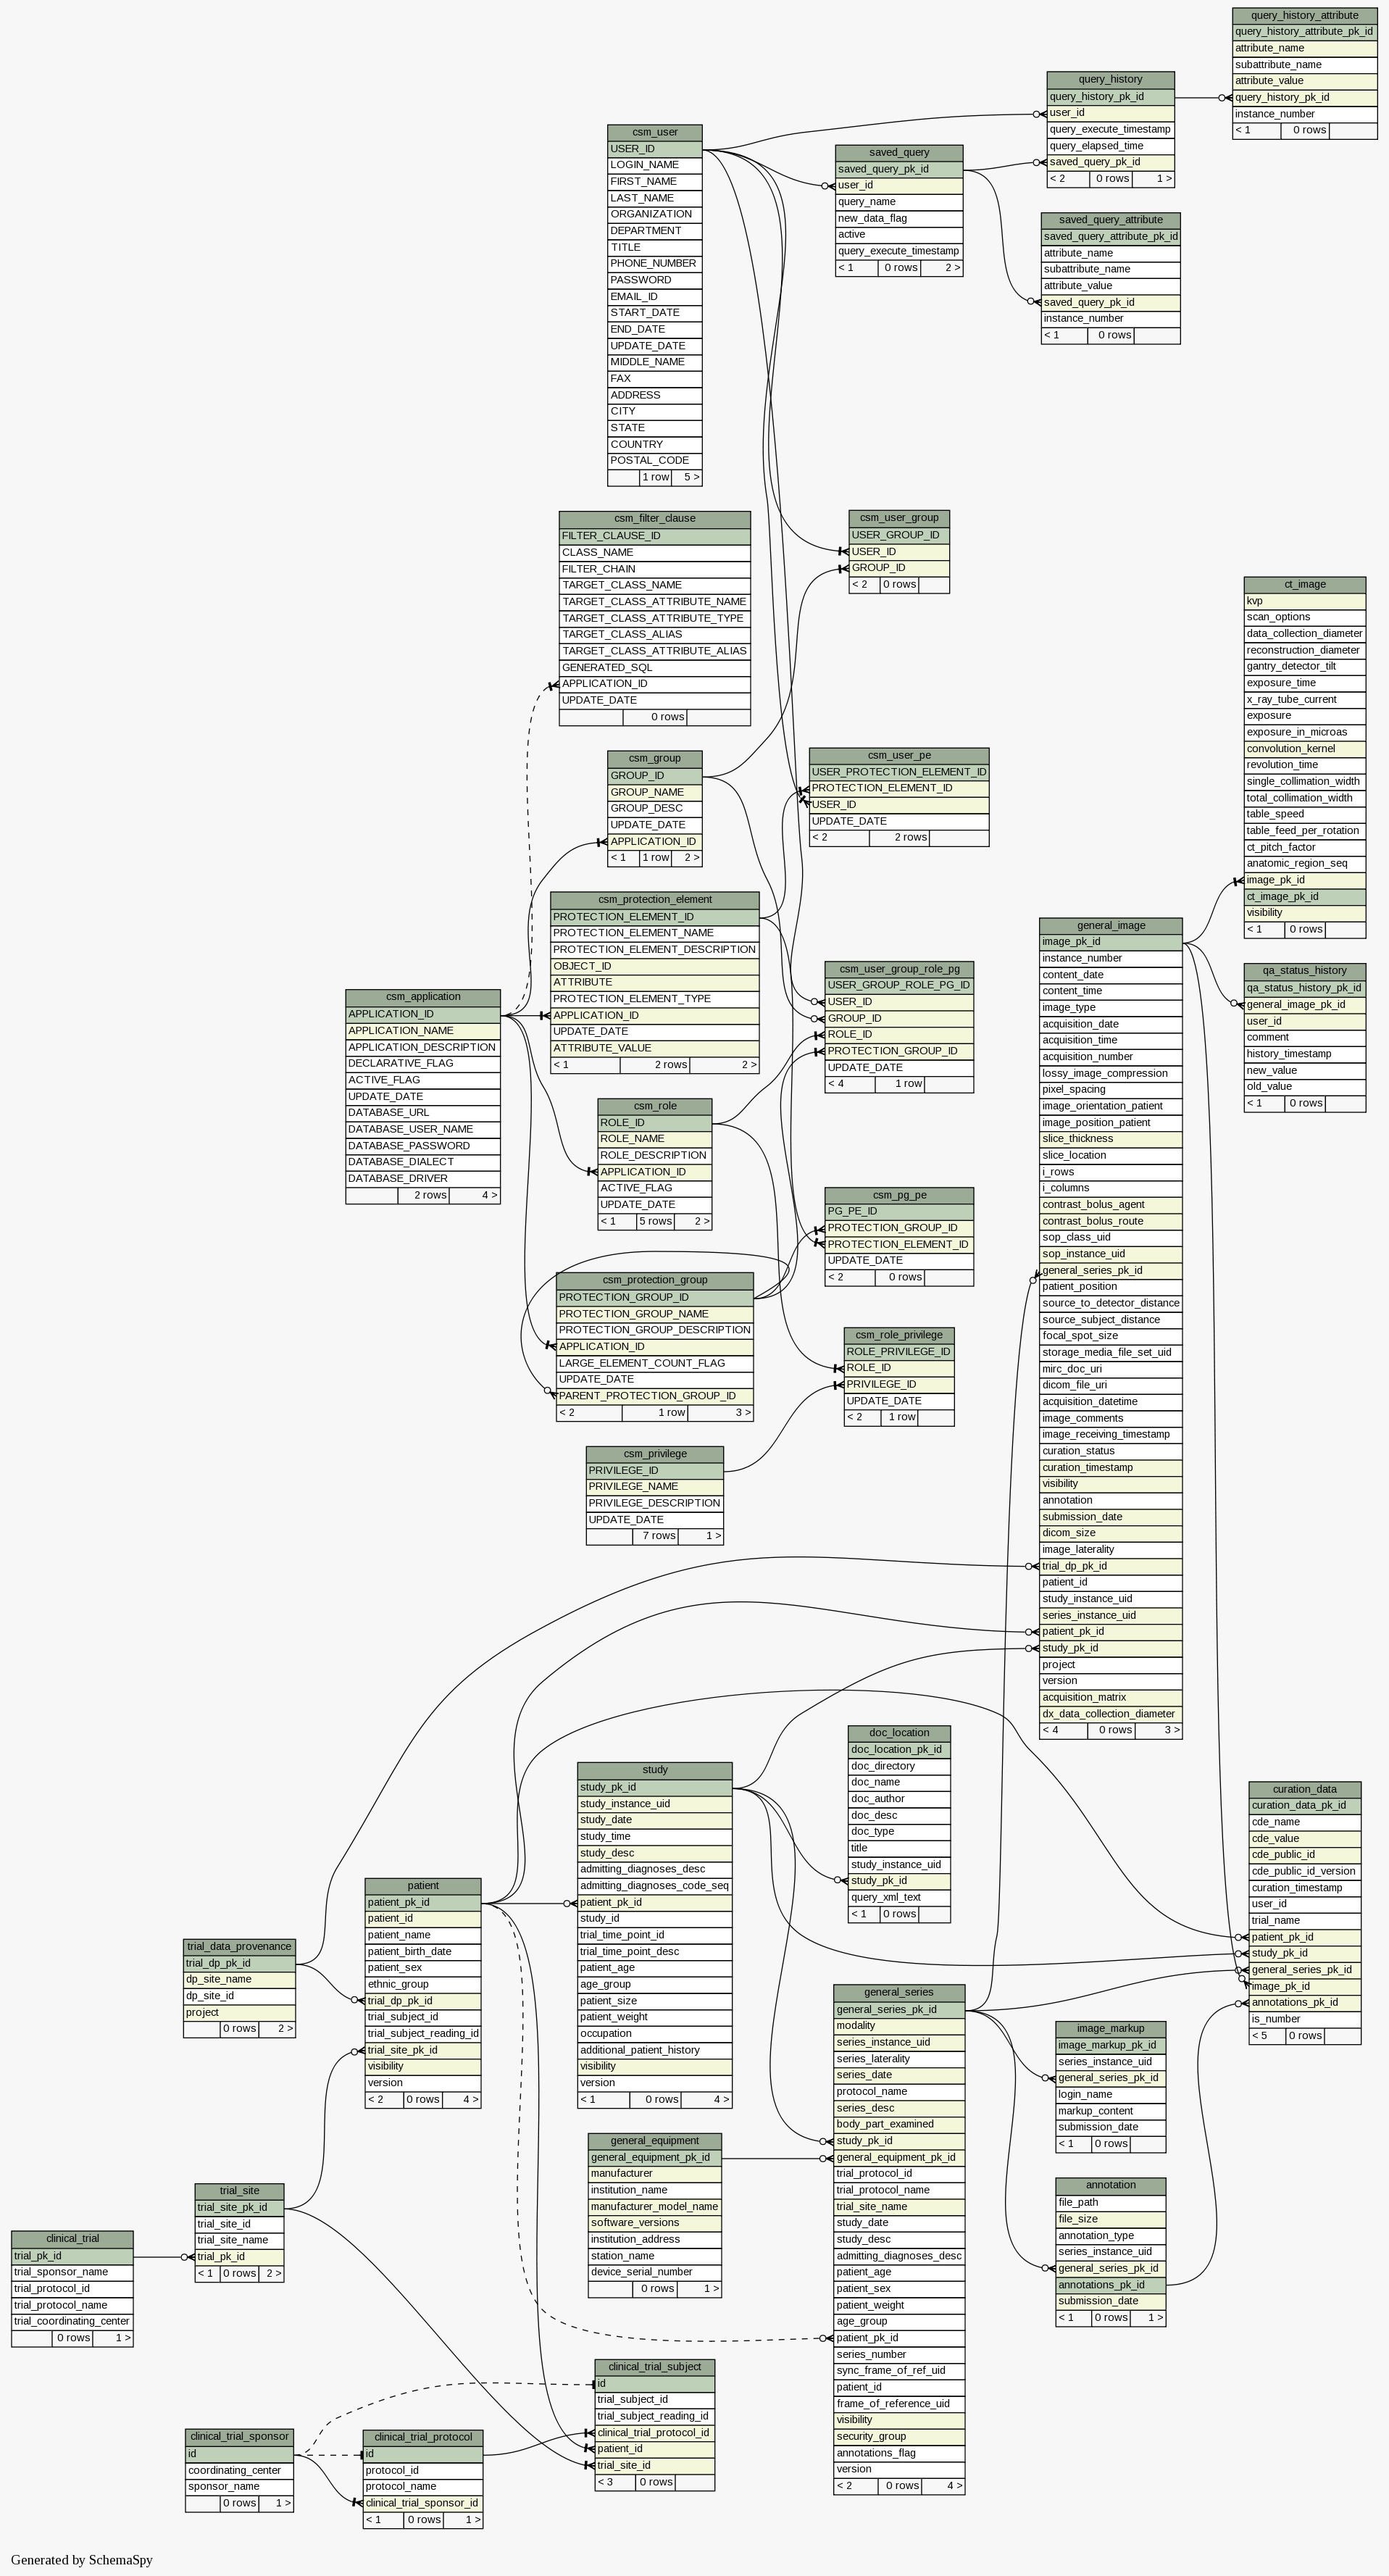 query_history_attribute
query_history_attribute_pk_id
attribute_name
subattribute_name
attribute_value
query_history_pk_id
instance_number
< 1 0 rows
query_history
query_history_pk_id
user_id
query_execute_timestamp
query_elapsed_time
saved_query_pk_id
< 2 0 rows 1 >
csm_user
USER_ID
LOGIN_NAME
FIRST_NAME
LAST_NAME
ORGANIZATION
DEPARTMENT
TITLE
PHONE_NUMBER
PASSWORD
EMAIL_ID
START_DATE
END_DATE
UPDATE_DATE
MIDDLE_NAME
FAX
ADDRESS
CITY
STATE
COUNTRY
POSTAL_CODE
1 row 5 >
saved_query
saved_query_pk_id
user_id
query_name
new_data_flag
active
query_execute_timestamp
< 1 0 rows 2 >
saved_query_attribute
saved_query_attribute_pk_id
attribute_name
subattribute_name
attribute_value
saved_query_pk_id
instance_number
< 1 0 rows
csm_filter_clause
FILTER_CLAUSE_ID
CLASS_NAME
FILTER_CHAIN
TARGET_CLASS_NAME
TARGET_CLASS_ATTRIBUTE_NAME
TARGET_CLASS_ATTRIBUTE_TYPE
TARGET_CLASS_ALIAS
TARGET_CLASS_ATTRIBUTE_ALIAS
GENERATED_SQL
APPLICATION_ID
UPDATE_DATE
0 rows
csm_user_group
USER_GROUP_ID
USER_ID
GROUP_ID
< 2 0 rows
ct_image
kvp
scan_options
data_collection_diameter
reconstruction_diameter
gantry_detector_tilt
exposure_time
x_ray_tube_current
exposure
exposure_in_microas
convolution_kernel
revolution_time
single_collimation_width
total_collimation_width
table_speed
table_feed_per_rotation
ct_pitch_factor
anatomic_region_seq
image_pk_id
ct_image_pk_id
visibility
< 1 0 rows
csm_group
GROUP_ID
GROUP_NAME
GROUP_DESC
UPDATE_DATE
APPLICATION_ID
< 1 1 row 2 >
csm_user_pe
USER_PROTECTION_ELEMENT_ID
PROTECTION_ELEMENT_ID
USER_ID
UPDATE_DATE
< 2 2 rows
csm_protection_element
PROTECTION_ELEMENT_ID
PROTECTION_ELEMENT_NAME
PROTECTION_ELEMENT_DESCRIPTION
OBJECT_ID
ATTRIBUTE
PROTECTION_ELEMENT_TYPE
APPLICATION_ID
UPDATE_DATE
ATTRIBUTE_VALUE
< 1 2 rows 2 >
general_image
image_pk_id
instance_number
content_date
content_time
image_type
acquisition_date
acquisition_time
acquisition_number
lossy_image_compression
pixel_spacing
image_orientation_patient
image_position_patient
slice_thickness
slice_location
i_rows
i_columns
contrast_bolus_agent
contrast_bolus_route
sop_class_uid
sop_instance_uid
general_series_pk_id
patient_position
source_to_detector_distance
source_subject_distance
focal_spot_size
storage_media_file_set_uid
mirc_doc_uri
dicom_file_uri
acquisition_datetime
image_comments
image_receiving_timestamp
curation_status
curation_timestamp
visibility
annotation
submission_date
dicom_size
image_laterality
trial_dp_pk_id
patient_id
study_instance_uid
series_instance_uid
patient_pk_id
study_pk_id
project
version
acquisition_matrix
dx_data_collection_diameter
< 4 0 rows 3 >
csm_user_group_role_pg
USER_GROUP_ROLE_PG_ID
USER_ID
GROUP_ID
ROLE_ID
PROTECTION_GROUP_ID
UPDATE_DATE
< 4 1 row
qa_status_history
qa_status_history_pk_id
general_image_pk_id
user_id
comment
history_timestamp
new_value
old_value
< 1 0 rows
csm_application
APPLICATION_ID
APPLICATION_NAME
APPLICATION_DESCRIPTION
DECLARATIVE_FLAG
ACTIVE_FLAG
UPDATE_DATE
DATABASE_URL
DATABASE_USER_NAME
DATABASE_PASSWORD
DATABASE_DIALECT
DATABASE_DRIVER
2 rows 4 >
csm_role
ROLE_ID
ROLE_NAME
ROLE_DESCRIPTION
APPLICATION_ID
ACTIVE_FLAG
UPDATE_DATE
< 1 5 rows 2 >
csm_pg_pe
PG_PE_ID
PROTECTION_GROUP_ID
PROTECTION_ELEMENT_ID
UPDATE_DATE
< 2 0 rows
csm_protection_group
PROTECTION_GROUP_ID
PROTECTION_GROUP_NAME
PROTECTION_GROUP_DESCRIPTION
APPLICATION_ID
LARGE_ELEMENT_COUNT_FLAG
UPDATE_DATE
PARENT_PROTECTION_GROUP_ID
< 2 1 row 3 >
csm_role_privilege
ROLE_PRIVILEGE_ID
ROLE_ID
PRIVILEGE_ID
UPDATE_DATE
< 2 1 row
csm_privilege
PRIVILEGE_ID
PRIVILEGE_NAME
PRIVILEGE_DESCRIPTION
UPDATE_DATE
7 rows 1 >
doc_location
doc_location_pk_id
doc_directory
doc_name
doc_author
doc_desc
doc_type
title
study_instance_uid
study_pk_id
query_xml_text
< 1 0 rows
study
study_pk_id
study_instance_uid
study_date
study_time
study_desc
admitting_diagnoses_desc
admitting_diagnoses_code_seq
patient_pk_id
study_id
trial_time_point_id
trial_time_point_desc
patient_age
age_group
patient_size
patient_weight
occupation
additional_patient_history
visibility
version
< 1 0 rows 4 >
curation_data
curation_data_pk_id
cde_name
cde_value
cde_public_id
cde_public_id_version
curation_timestamp
user_id
trial_name
patient_pk_id
study_pk_id
general_series_pk_id
image_pk_id
annotations_pk_id
is_number
< 5 0 rows
patient
patient_pk_id
patient_id
patient_name
patient_birth_date
patient_sex
ethnic_group
trial_dp_pk_id
trial_subject_id
trial_subject_reading_id
trial_site_pk_id
visibility
version
< 2 0 rows 4 >
trial_data_provenance
trial_dp_pk_id
dp_site_name
dp_site_id
project
0 rows 2 >
general_series
general_series_pk_id
modality
series_instance_uid
series_laterality
series_date
protocol_name
series_desc
body_part_examined
study_pk_id
general_equipment_pk_id
trial_protocol_id
trial_protocol_name
trial_site_name
study_date
study_desc
admitting_diagnoses_desc
patient_age
patient_sex
patient_weight
age_group
patient_pk_id
series_number
sync_frame_of_ref_uid
patient_id
frame_of_reference_uid
visibility
security_group
annotations_flag
version
< 2 0 rows 4 >
image_markup
image_markup_pk_id
series_instance_uid
general_series_pk_id
login_name
markup_content
submission_date
< 1 0 rows
general_equipment
general_equipment_pk_id
manufacturer
institution_name
manufacturer_model_name
software_versions
institution_address
station_name
device_serial_number
0 rows 1 >
annotation
file_path
file_size
annotation_type
series_instance_uid
general_series_pk_id
annotations_pk_id
submission_date
< 1 0 rows 1 >
trial_site
trial_site_pk_id
trial_site_id
trial_site_name
trial_pk_id
< 1 0 rows 2 >
clinical_trial
trial_pk_id
trial_sponsor_name
trial_protocol_id
trial_protocol_name
trial_coordinating_center
0 rows 1 >
clinical_trial_subject
id
trial_subject_id
trial_subject_reading_id
clinical_trial_protocol_id
patient_id
trial_site_id
< 3 0 rows
clinical_trial_sponsor
id
coordinating_center
sponsor_name
0 rows 1 >
clinical_trial_protocol
id
protocol_id
protocol_name
clinical_trial_sponsor_id
< 1 0 rows 1 >
Generated by SchemaSpy